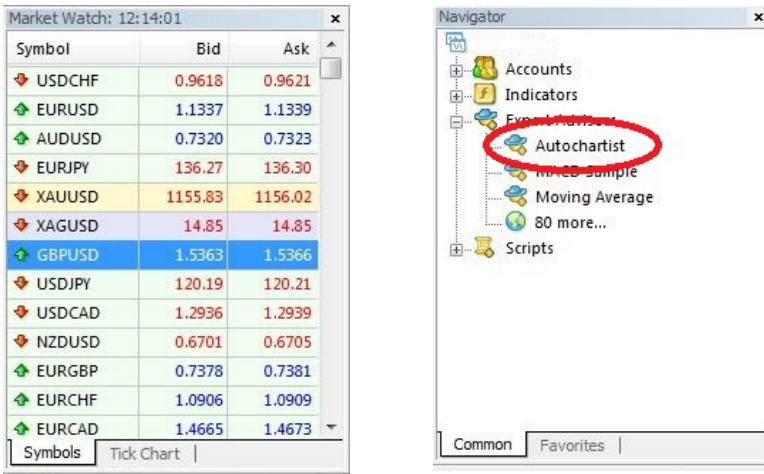 Market Watch: 12:14:01
Symbol Bid Ask
USDCHF 0.9618 0.9621
EURUSD 1.1337 1.1339
AUDUSD 0.7320 0.7323
EURJPY 136.27 136.30
XAUUSD 1155.83 1156.02
XAGUSD 14.85 14.85
GBPUSD 1.5363 1.5366
USDJPY 120.19 120.21
USDCAD 1.2936 1.2939
NZDUSD 0.6701 0.6705
EURGBP 0.7378 0.7381
EURCHF 1.0906 1.0909
EURCAD 1.4665 1.4673
Symbols Tick Chart
Navigator
Accounts
Indicators
Expert Advisors
Autochartist
MACD Sample
Moving Average
80 more...
Scripts
Common Favorites